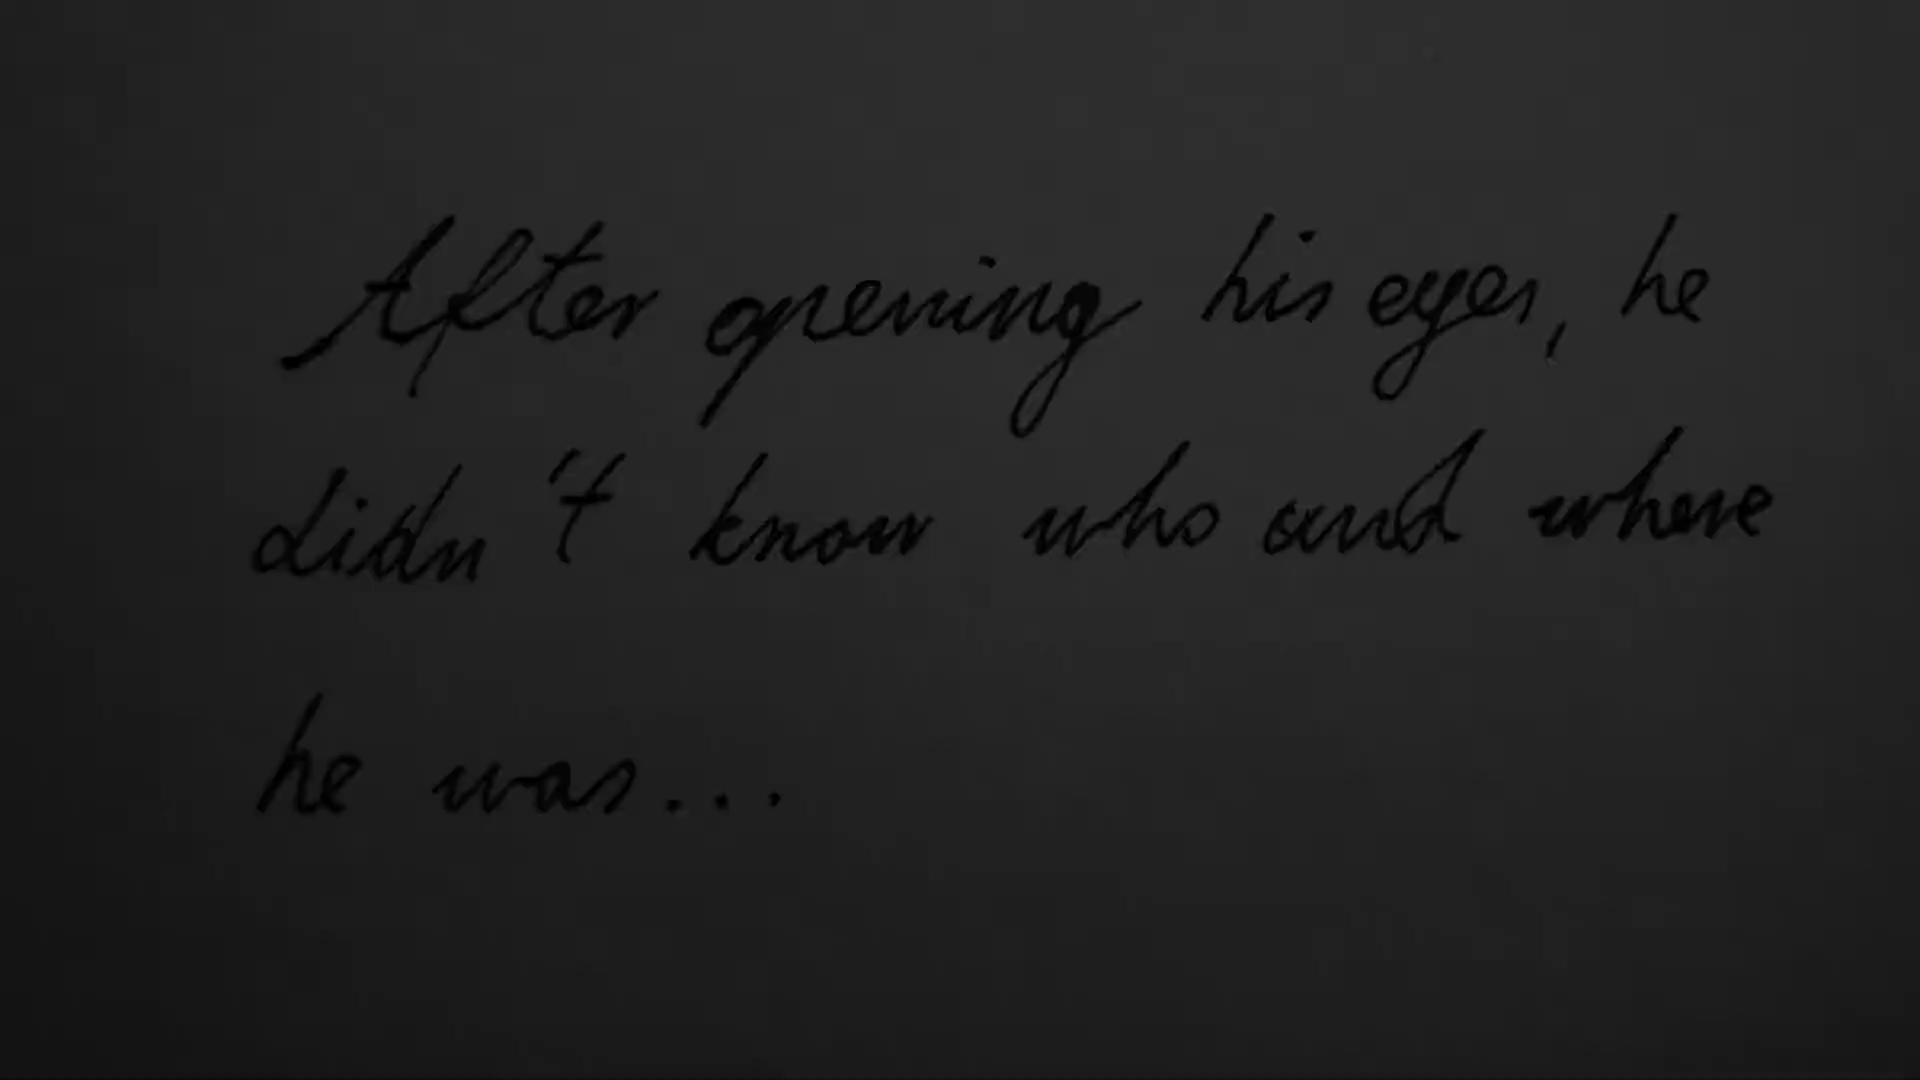 After opening his eyes, he
didn't know who and where
he was...